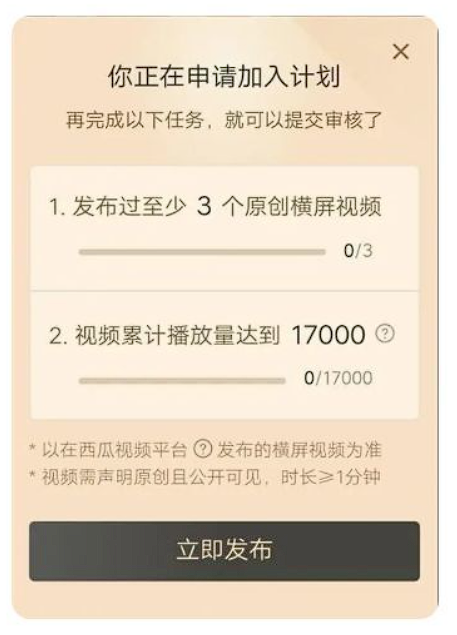 你正在申请加入计划
再完成以下任务，就可以提交审核了
1. 发布过至少 3 个原创横屏视频
0/3
2. 视频累计播放量达到 17000 ?
0/17000
* 以在西瓜视频平台 ? 发布的横屏视频为准
* 视频需声明原创且公开可见，时长≥1分钟
立即发布